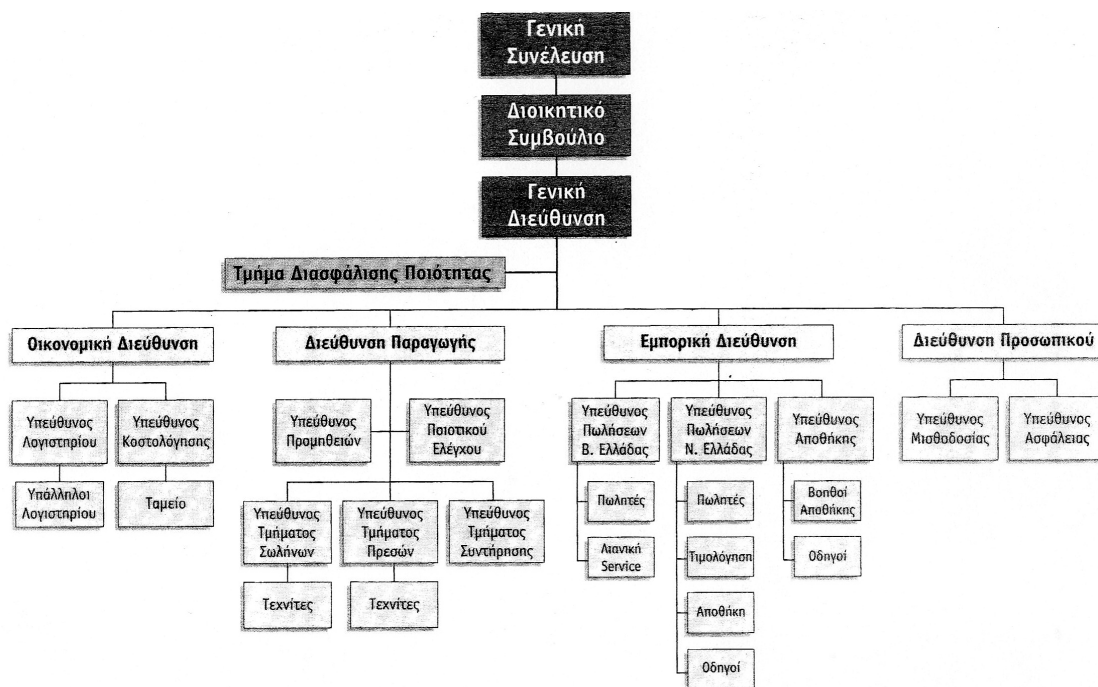 Γενική
Συνέλευση
Διοικητικό
Συμβούλιο
Γενική
Διεύθυνση
Τμήμα Διασφάλισης Ποιότητας
Οικονομική Διεύθυνση
Διεύθυνση Παραγωγής
Εμπορική Διεύθυνση
Διεύθυνση Προσωπικού
Υπεύθυνος
Λογιστηρίου
Υπεύθυνος
Κοστολόγησης
Υπάλληλοι
Λογιστηρίου
Ταμείο
Υπεύθυνος
Προμηθειών
Υπεύθυνος
Ποιοτικού
Ελέγχου
Υπεύθυνος
Τμήματος
Σωλήνων
Υπεύθυνος
Τμήματος
Πρεσών
Υπεύθυνος
Τμήματος
Συντήρησης
Τεχνίτες
Τεχνίτες
Υπεύθυνος
Πωλήσεων
Β. Ελλάδας
Υπεύθυνος
Πωλήσεων
Ν. Ελλάδας
Υπεύθυνος
Αποθήκης
Πωλητές
Λιανική
Service
Πωλητές
Τιμολόγηση
Αποθήκη
Οδηγοί
Βοηθοί
Αποθήκης
Οδηγοί
Υπεύθυνος
Μισθοδοσίας
Υπεύθυνος
Ασφάλειας